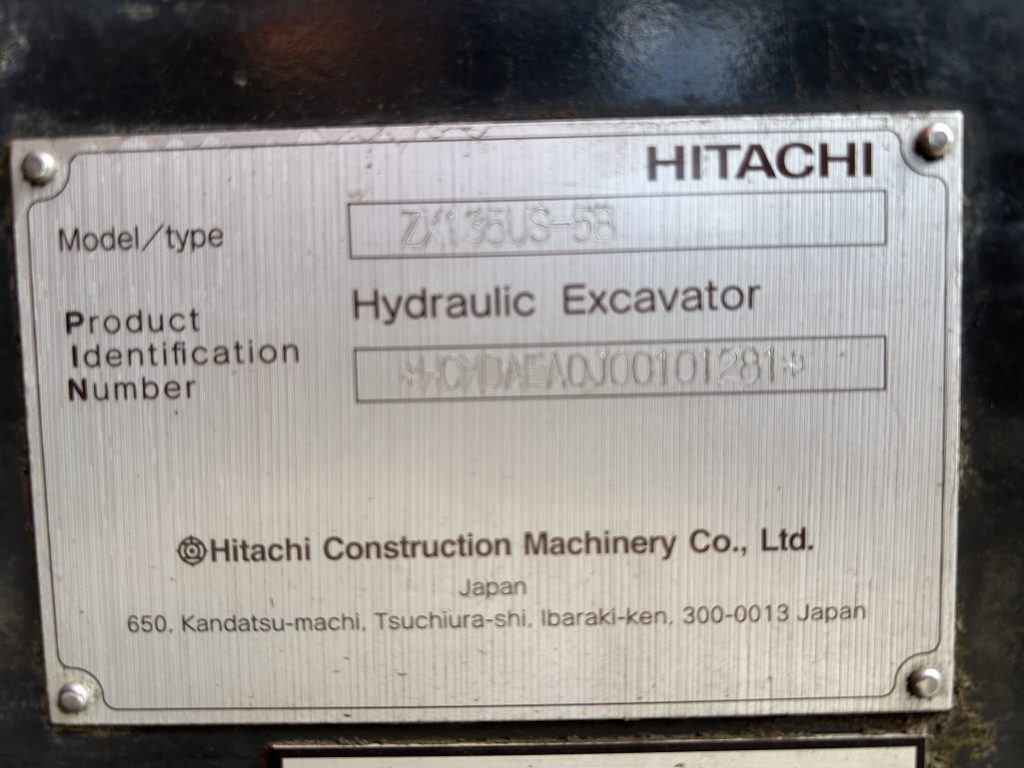 HITACHI
Model/type ZX135US-5B
Hydraulic Excavator
Product
Identification
Number
*HCMDAEA0J00101281*
Hitachi Construction Machinery Co., Ltd.
Japan
650, Kandatsu-machi, Tsuchiura-shi, Ibaraki-ken, 300-0013 Japan